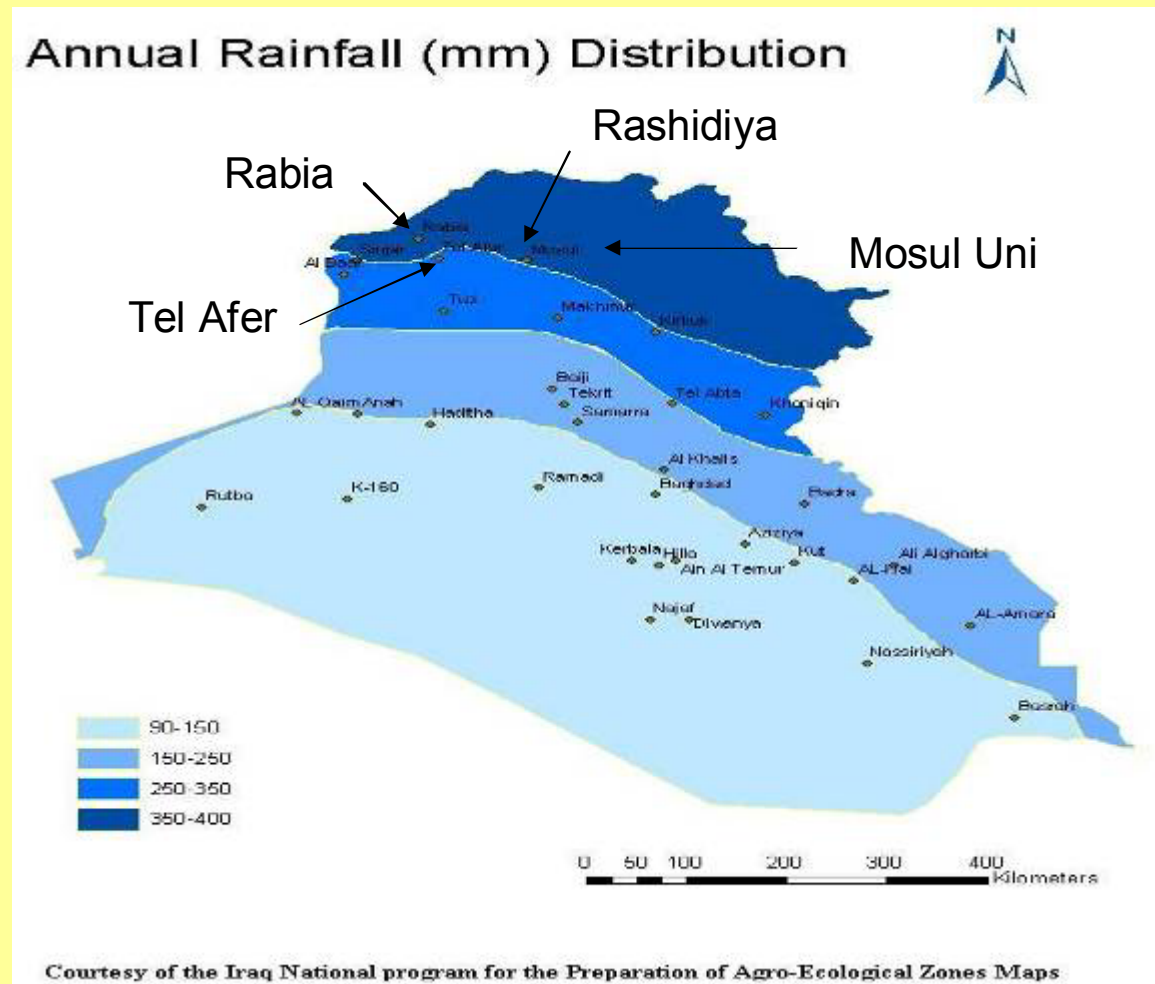 Annual Rainfall (mm) Distribution
N
Rashidiya
Rabia
Mosul Uni
Tel Afer
Sinjar
Mosul
Tuz
Makhmur
Kirkuk
Baiji
Tekrit
Samarra
Tel Abta
Khaniqin
AL-Qaim
Anah
Haditha
Al Khalis
Rutba
K-160
Ramadi
Baghdad
Badra
Aziziya
Kerbala
Hilla
Ain Al Temur
Kut
AL-Hai
Ali Algharbi
Najaf
Diwanya
AL-Amara
Nassiriyah
Basrah
90-150
150-250
250-350
350-400
0 50 100 200 300 400
Kilometers
Courtesy of the Iraq National program for the Preparation of Agro-Ecological Zones Maps